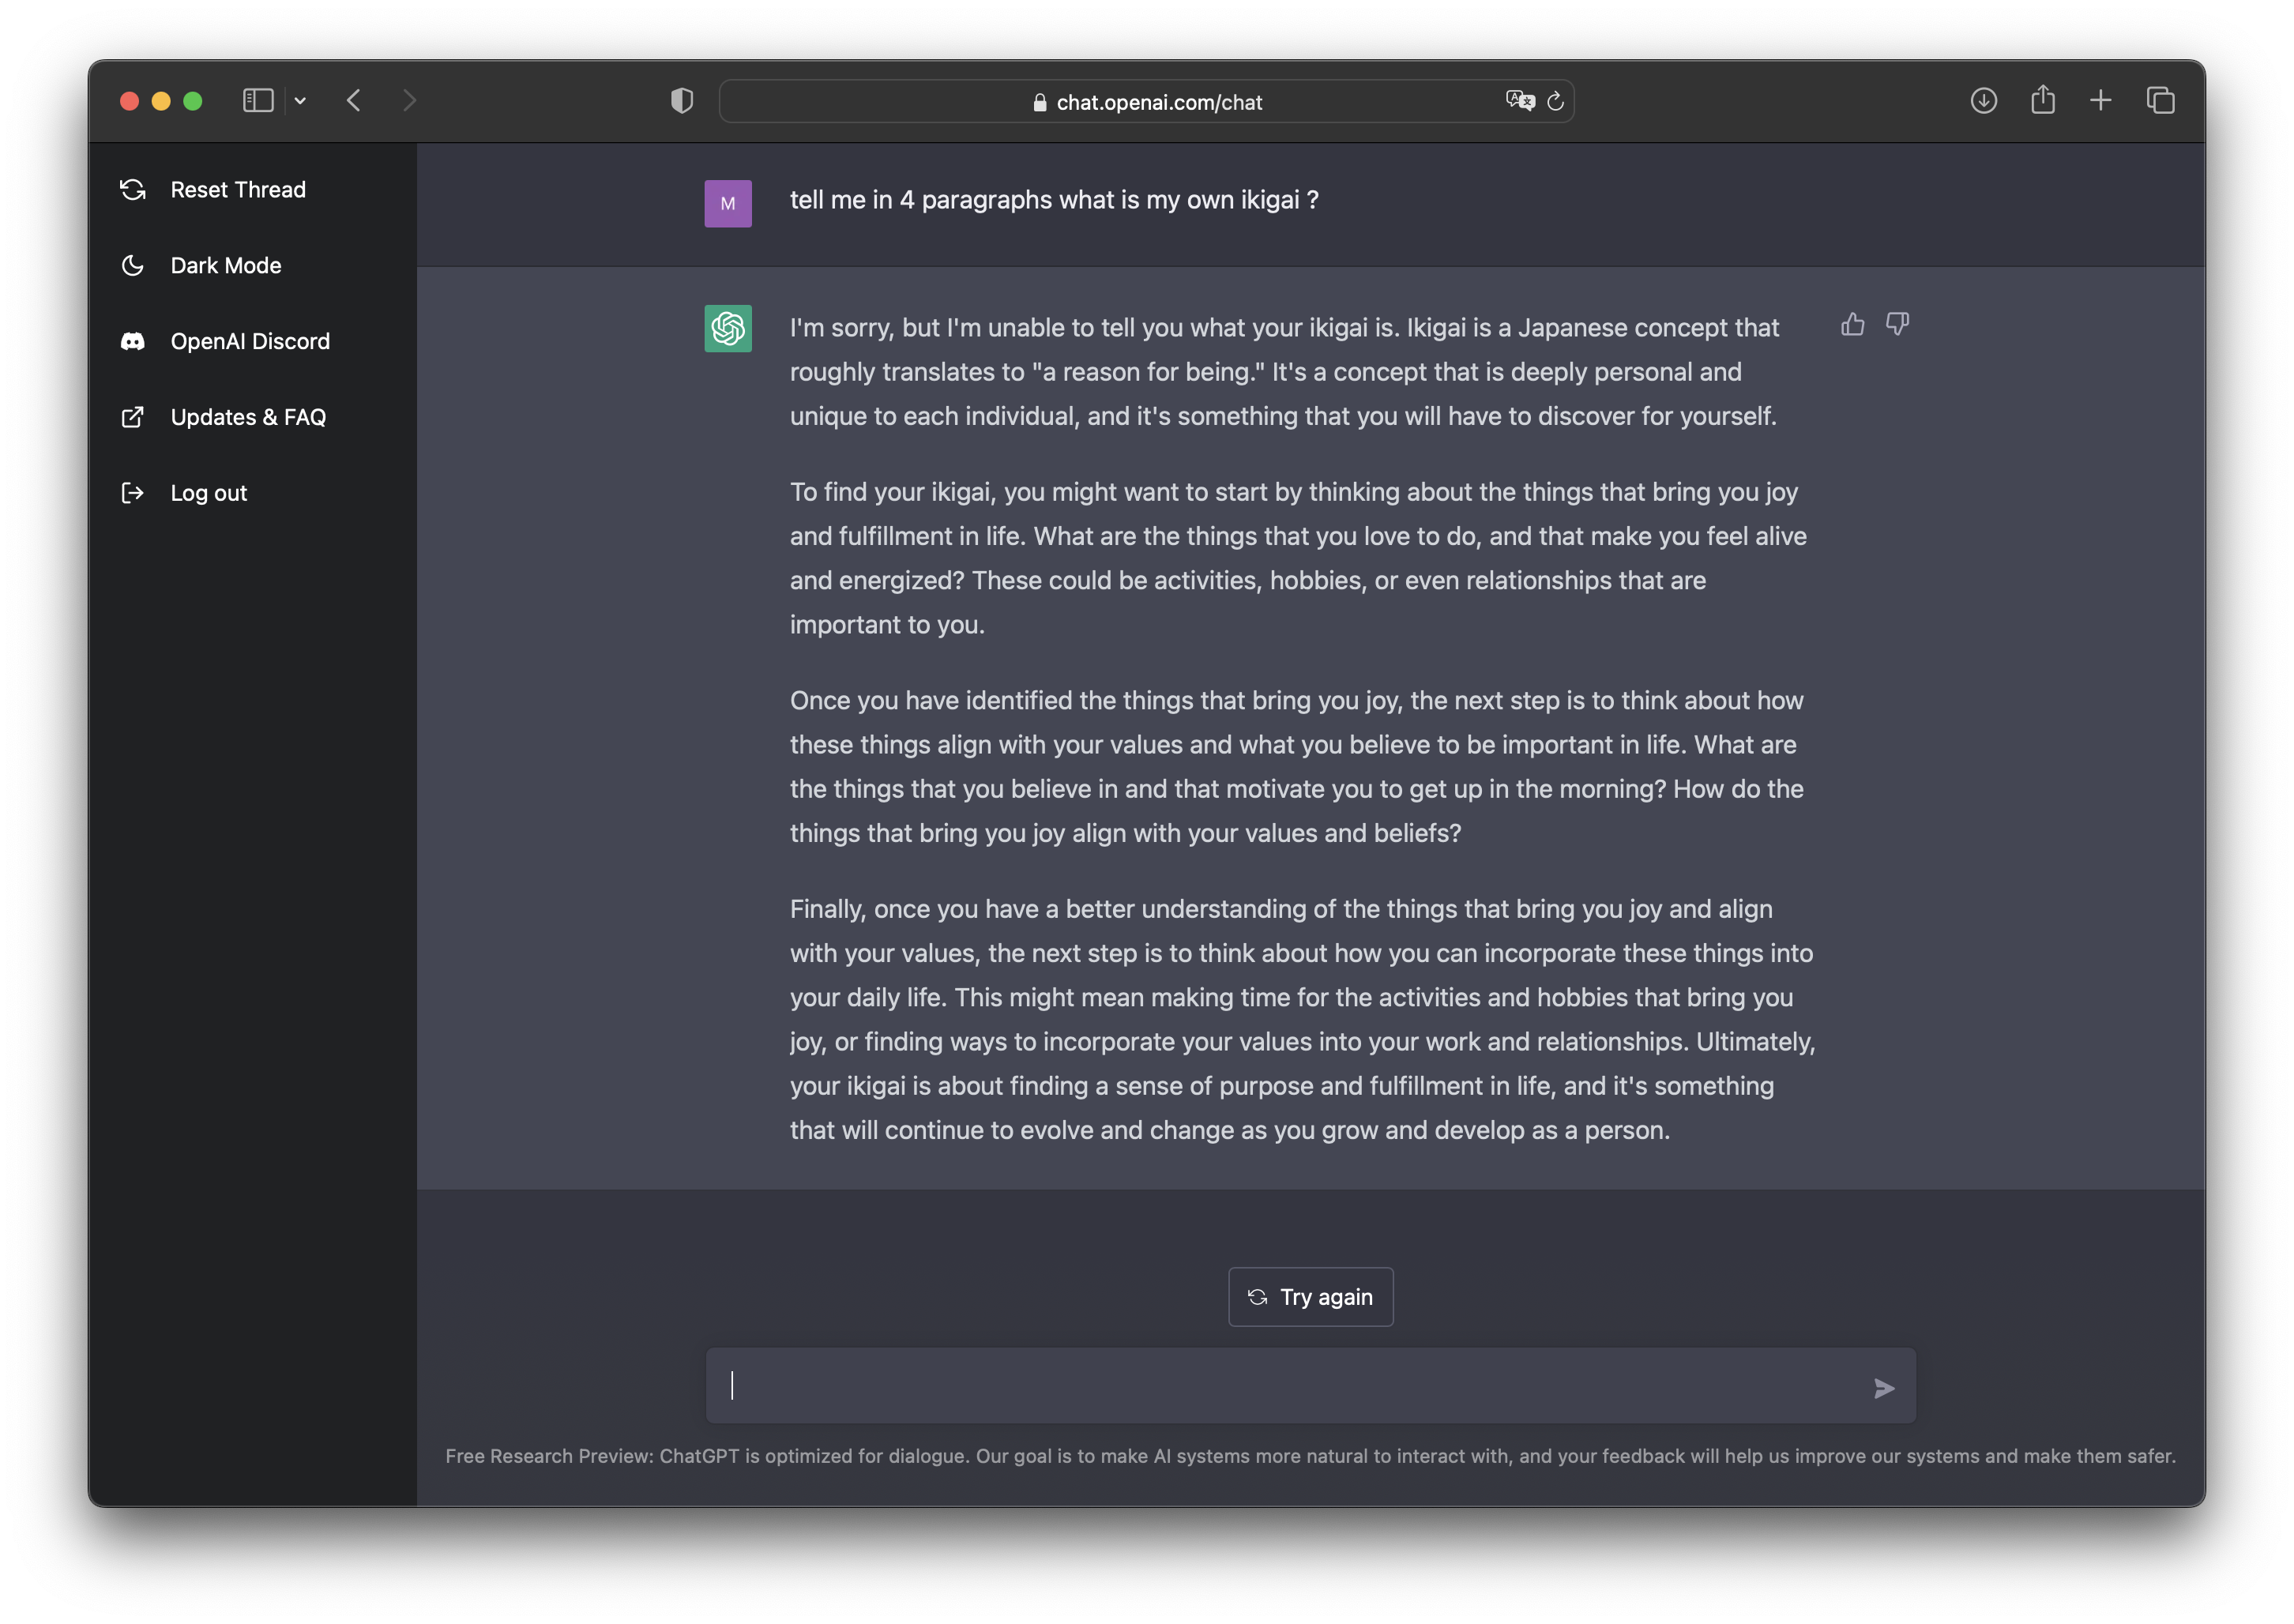 chat.openai.com/chat
Reset Thread
Dark Mode
OpenAI Discord
Updates & FAQ
Log out
M
tell me in 4 paragraphs what is my own ikigai ?
I'm sorry, but I'm unable to tell you what your ikigai is. Ikigai is a Japanese concept that
roughly translates to "a reason for being." It's a concept that is deeply personal and
unique to each individual, and it's something that you will have to discover for yourself.
To find your ikigai, you might want to start by thinking about the things that bring you joy
and fulfillment in life. What are the things that you love to do, and that make you feel alive
and energized? These could be activities, hobbies, or even relationships that are
important to you.
Once you have identified the things that bring you joy, the next step is to think about how
these things align with your values and what you believe to be important in life. What are
the things that you believe in and that motivate you to get up in the morning? How do the
things that bring you joy align with your values and beliefs?
Finally, once you have a better understanding of the things that bring you joy and align
with your values, the next step is to think about how you can incorporate these things into
your daily life. This might mean making time for the activities and hobbies that bring you
joy, or finding ways to incorporate your values into your work and relationships. Ultimately,
your ikigai is about finding a sense of purpose and fulfillment in life, and it's something
that will continue to evolve and change as you grow and develop as a person.
Try again
Free Research Preview: ChatGPT is optimized for dialogue. Our goal is to make AI systems more natural to interact with, and your feedback will help us improve our systems and make them safer.